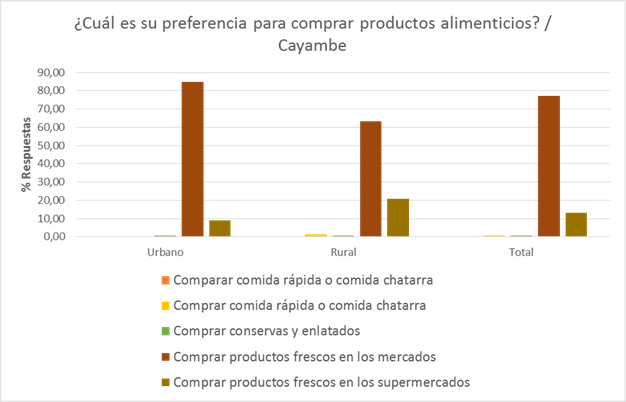 ¿Cuál es su preferencia para comprar productos alimenticios? /
Cayambe
% Respuestas
90,00
80,00
70,00
60,00
50,00
40,00
30,00
20,00
10,00
0,00
Urbano
Rural
Total
Comparar comida rápida o comida chatarra
Comprar comida rápida o comida chatarra
Comprar conservas y enlatados
Comprar productos frescos en los mercados
Comprar productos frescos en los supermercados